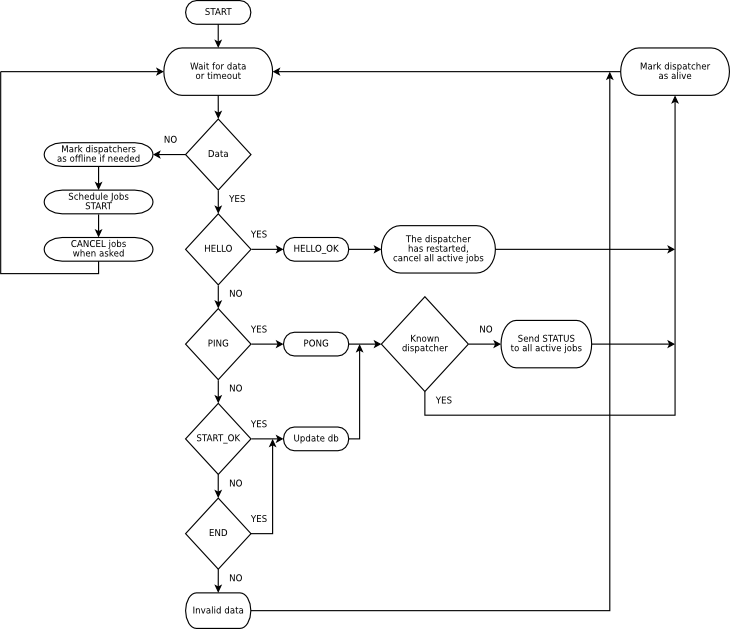 START
Wait for data
or timeout
Mark dispatcher
as alive
NO
Mark dispatchers
as offline if needed
Data
YES
Schedule Jobs
START
CANCEL jobs
when asked
HELLO
YES
HELLO_OK
The dispatcher
has restarted,
cancel all active jobs
NO
PING
YES
PONG
Known
dispatcher
NO
Send STATUS
to all active jobs
YES
NO
START_OK
YES
Update db
NO
END
YES
NO
Invalid data